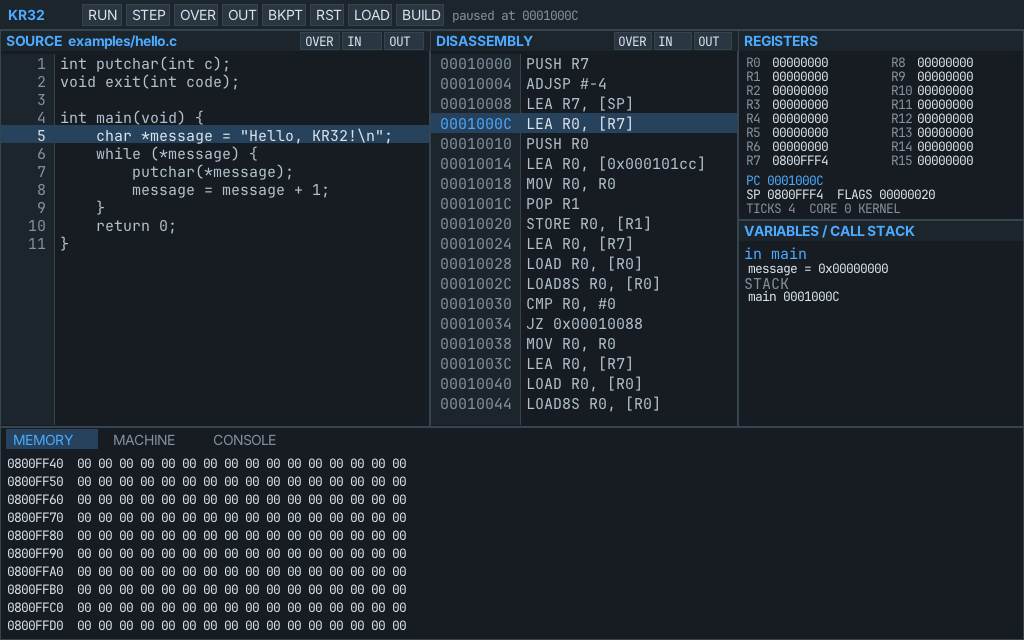 KR32 RUN STEP OVER OUT BKPT RST LOAD BUILD paused at 0001000C
SOURCE examples/hello.c OVER IN OUT
1 int putchar(int c);
2 void exit(int code);
3
4 int main(void) {
5 char *message = "Hello, KR32!\n";
6 while (*message) {
7 putchar(*message);
8 message = message + 1;
9 }
10 return 0;
11 }
DISASSEMBLY OVER IN OUT
00010000 PUSH R7
00010004 ADJSP #-4
00010008 LEA R7, [SP]
0001000C LEA R0, [R7]
00010010 PUSH R0
00010014 LEA R0, [0x000101cc]
00010018 MOV R0, R0
0001001C POP R1
00010020 STORE R0, [R1]
00010024 LEA R0, [R7]
00010028 LOAD R0, [R0]
0001002C LOAD8S R0, [R0]
00010030 CMP R0, #0
00010034 JZ 0x00010088
00010038 MOV R0, R0
0001003C LEA R0, [R7]
00010040 LOAD R0, [R0]
00010044 LOAD8S R0, [R0]
REGISTERS
R0 00000000 R8 00000000
R1 00000000 R9 00000000
R2 00000000 R10 00000000
R3 00000000 R11 00000000
R4 00000000 R12 00000000
R5 00000000 R13 00000000
R6 00000000 R14 00000000
R7 0800FFF4 R15 00000000
PC 0001000C
SP 0800FFF4 FLAGS 00000020
TICKS 4 CORE 0 KERNEL
VARIABLES / CALL STACK
in main
message = 0x00000000
STACK
main 0001000C
MEMORY MACHINE CONSOLE
0800FF40 00 00 00 00 00 00 00 00 00 00 00 00 00 00 00 00
0800FF50 00 00 00 00 00 00 00 00 00 00 00 00 00 00 00 00
0800FF60 00 00 00 00 00 00 00 00 00 00 00 00 00 00 00 00
0800FF70 00 00 00 00 00 00 00 00 00 00 00 00 00 00 00 00
0800FF80 00 00 00 00 00 00 00 00 00 00 00 00 00 00 00 00
0800FF90 00 00 00 00 00 00 00 00 00 00 00 00 00 00 00 00
0800FFA0 00 00 00 00 00 00 00 00 00 00 00 00 00 00 00 00
0800FFB0 00 00 00 00 00 00 00 00 00 00 00 00 00 00 00 00
0800FFC0 00 00 00 00 00 00 00 00 00 00 00 00 00 00 00 00
0800FFD0 00 00 00 00 00 00 00 00 00 00 00 00 00 00 00 00